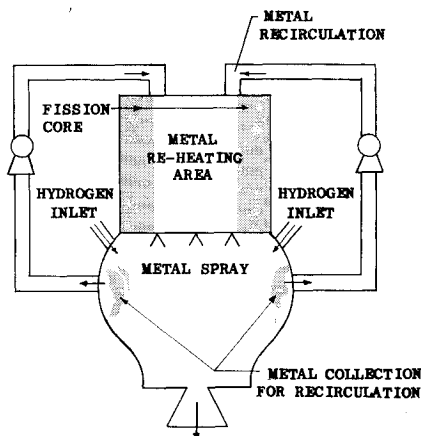 METAL
RECIRCULATION
FISSION
CORE
METAL
RE-HEATING
AREA
HYDROGEN
INLET
HYDROGEN
INLET
METAL SPRAY
METAL COLLECTION
FOR RECIRCULATION